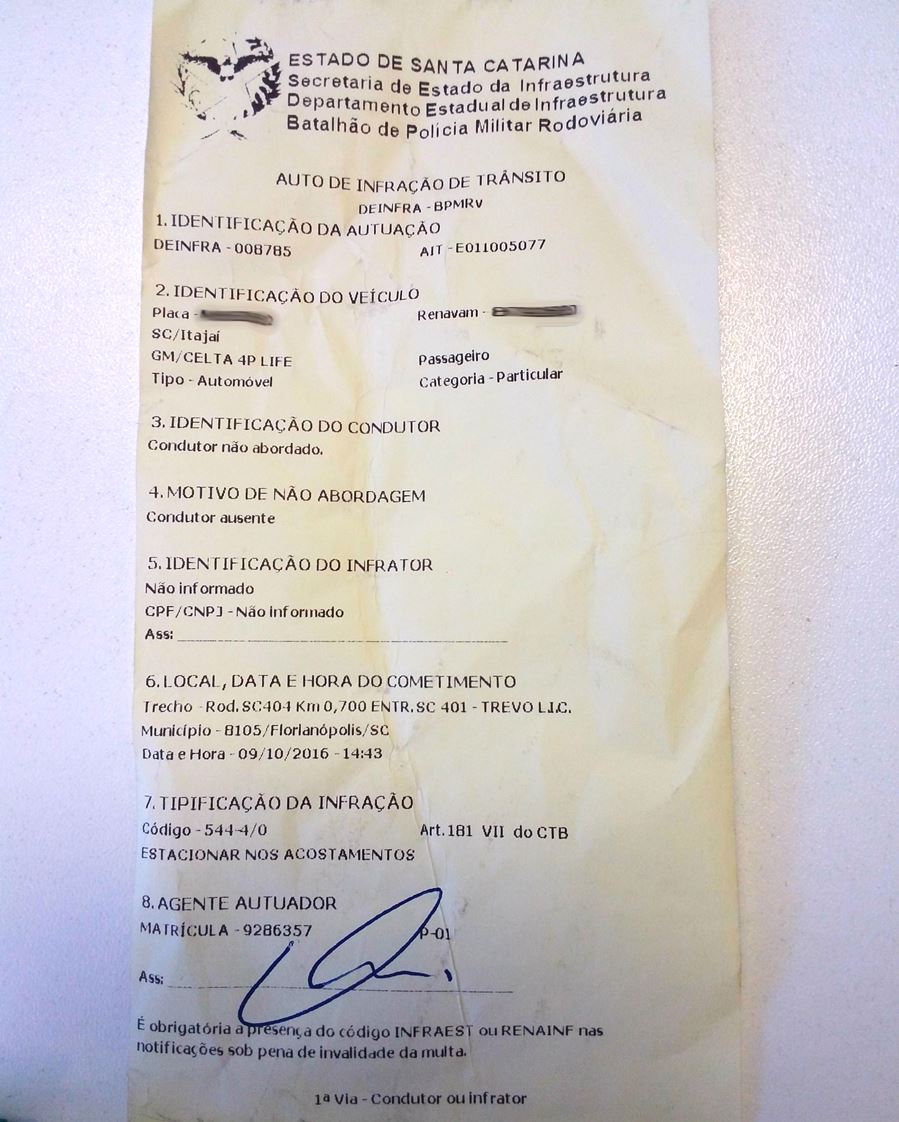 ESTADO DE SANTA CATARINA
Secretaria de Estado da Infraestrutura
Departamento Estadual de Infraestrutura
Batalhão de Polícia Militar Rodoviária
AUTO DE INFRAÇÃO DE TRÂNSITO
DEINFRA - BPMRV
1. IDENTIFICAÇÃO DA AUTUAÇÃO
DEINFRA - 008785 AIT - E011005077
2. IDENTIFICAÇÃO DO VEÍCULO
Placa - Renavam -
SC/Itajaí
GM/CELTA 4P LIFE Passageiro
Tipo - Automóvel Categoria - Particular
3. IDENTIFICAÇÃO DO CONDUTOR
Condutor não abordado.
4. MOTIVO DE NÃO ABORDAGEM
Condutor ausente
5. IDENTIFICAÇÃO DO INFRATOR
Não informado
CPF/CNPJ - Não informado
Ass:
6. LOCAL, DATA E HORA DO COMETIMENTO
Trecho - Rod. SC404 Km 0,700 ENTR. SC 401 - TREVO L.I.C.
Município - 8105/Florianópolis/SC
Data e Hora - 09/10/2016 - 14:43
7. TIPIFICAÇÃO DA INFRAÇÃO
Código - 544-4/0 Art. 181 VII do CTB
ESTACIONAR NOS ACOSTAMENTOS
8. AGENTE AUTUADOR
MATRÍCULA - 9286357 P-01
Ass:
É obrigatória a presença do código INFRAEST ou RENAINF nas
notificações sob pena de invalidade da multa.
1ª Via - Condutor ou infrator